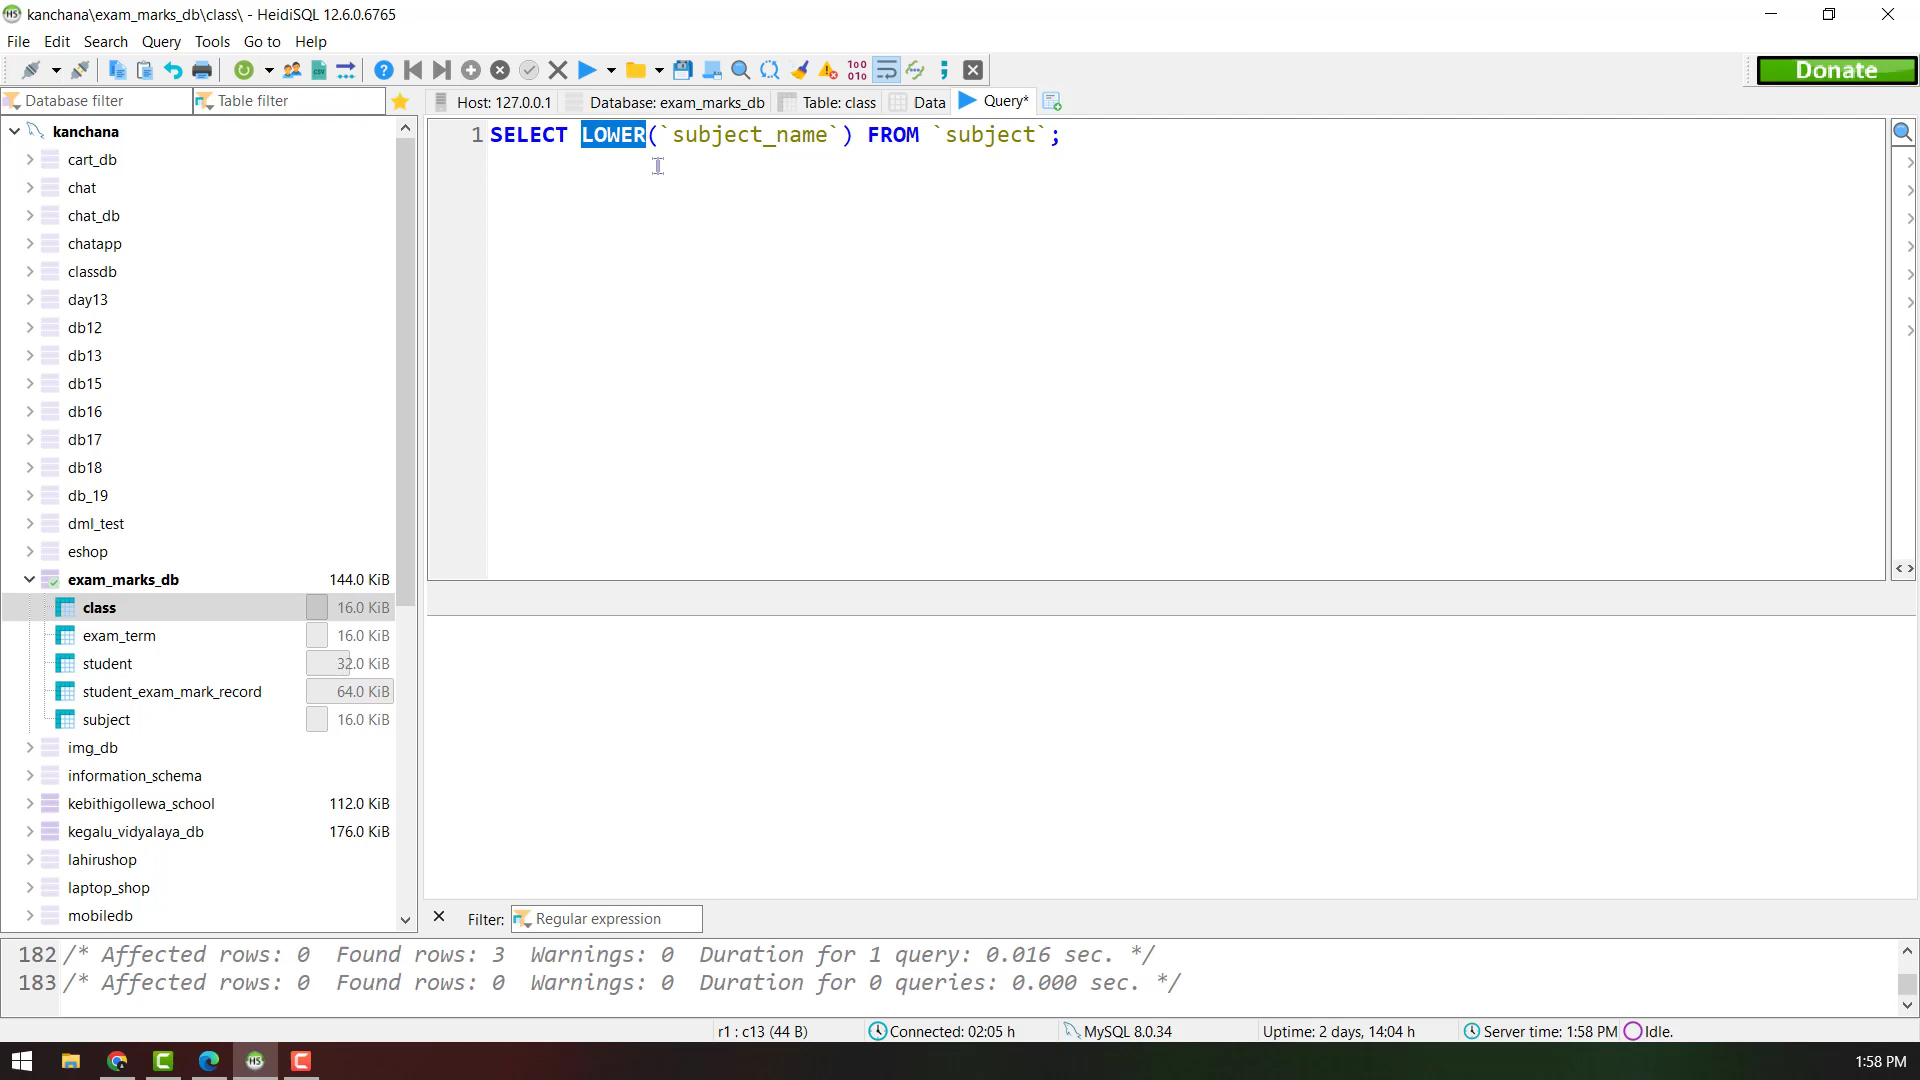 kanchana\exam_marks_db\class\ - HeidiSQL 12.6.0.6765
File Edit Search Query Tools Go to Help
Donate
Database filter
Table filter
Host: 127.0.0.1
Database: exam_marks_db
Table: class
Data
Query*
kanchana
cart_db
chat
chat_db
chatapp
classdb
day13
db12
db13
db15
db16
db17
db18
db_19
dml_test
eshop
exam_marks_db 144.0 KiB
class 16.0 KiB
exam_term 16.0 KiB
student 32.0 KiB
student_exam_mark_record 64.0 KiB
subject 16.0 KiB
img_db
information_schema
kebithigollewa_school 112.0 KiB
kegalu_vidyalaya_db 176.0 KiB
lahirushop
laptop_shop
mobiledb
1 SELECT LOWER(`subject_name`) FROM `subject`;
Filter: Regular expression
182 /* Affected rows: 0 Found rows: 3 Warnings: 0 Duration for 1 query: 0.016 sec. */
183 /* Affected rows: 0 Found rows: 0 Warnings: 0 Duration for 0 queries: 0.000 sec. */
r1 : c13 (44 B)
Connected: 02:05 h
MySQL 8.0.34
Uptime: 2 days, 14:04 h
Server time: 1:58 PM
Idle.
1:58 PM